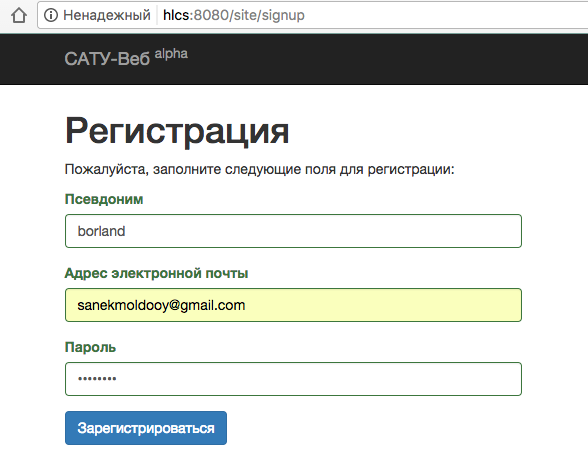 Ненадежный hlcs:8080/site/signup
САТУ-Веб alpha
Регистрация
Пожалуйста, заполните следующие поля для регистрации:
Псевдоним
borland
Адрес электронной почты
sanekmoldooy@gmail.com
Пароль
••••••••
Зарегистрироваться